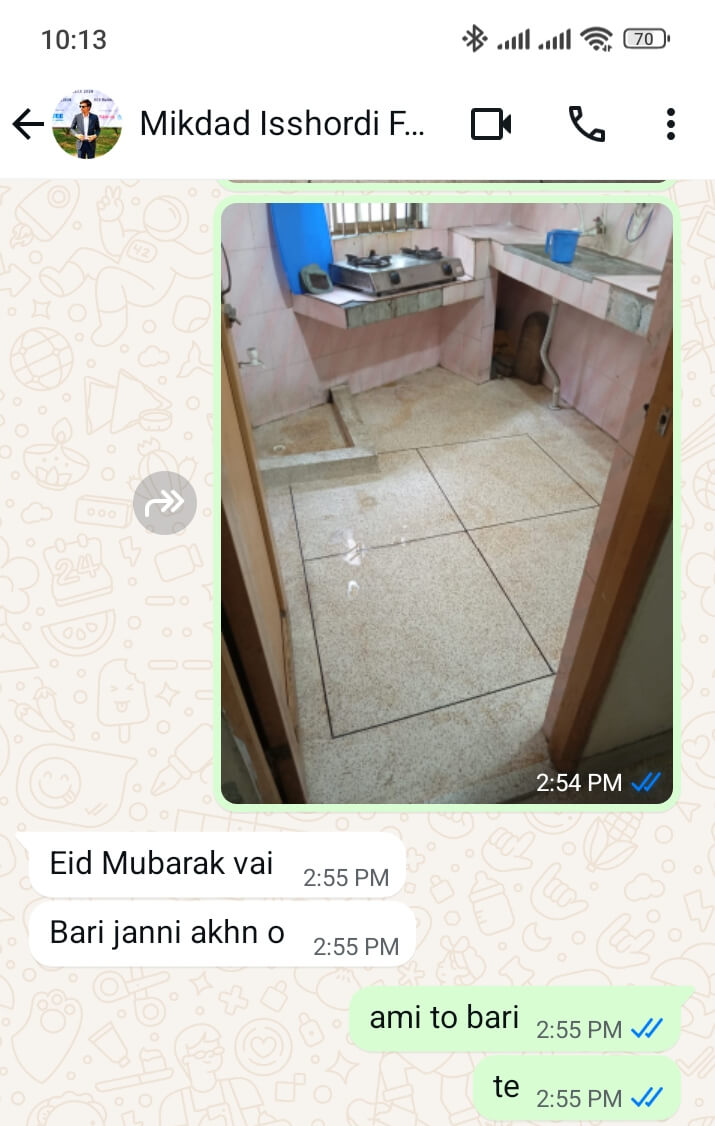 10:13
70
Mikdad Isshordi F...
2:54 PM
Eid Mubarak vai 2:55 PM
Bari janni akhn o 2:55 PM
ami to bari 2:55 PM
te 2:55 PM